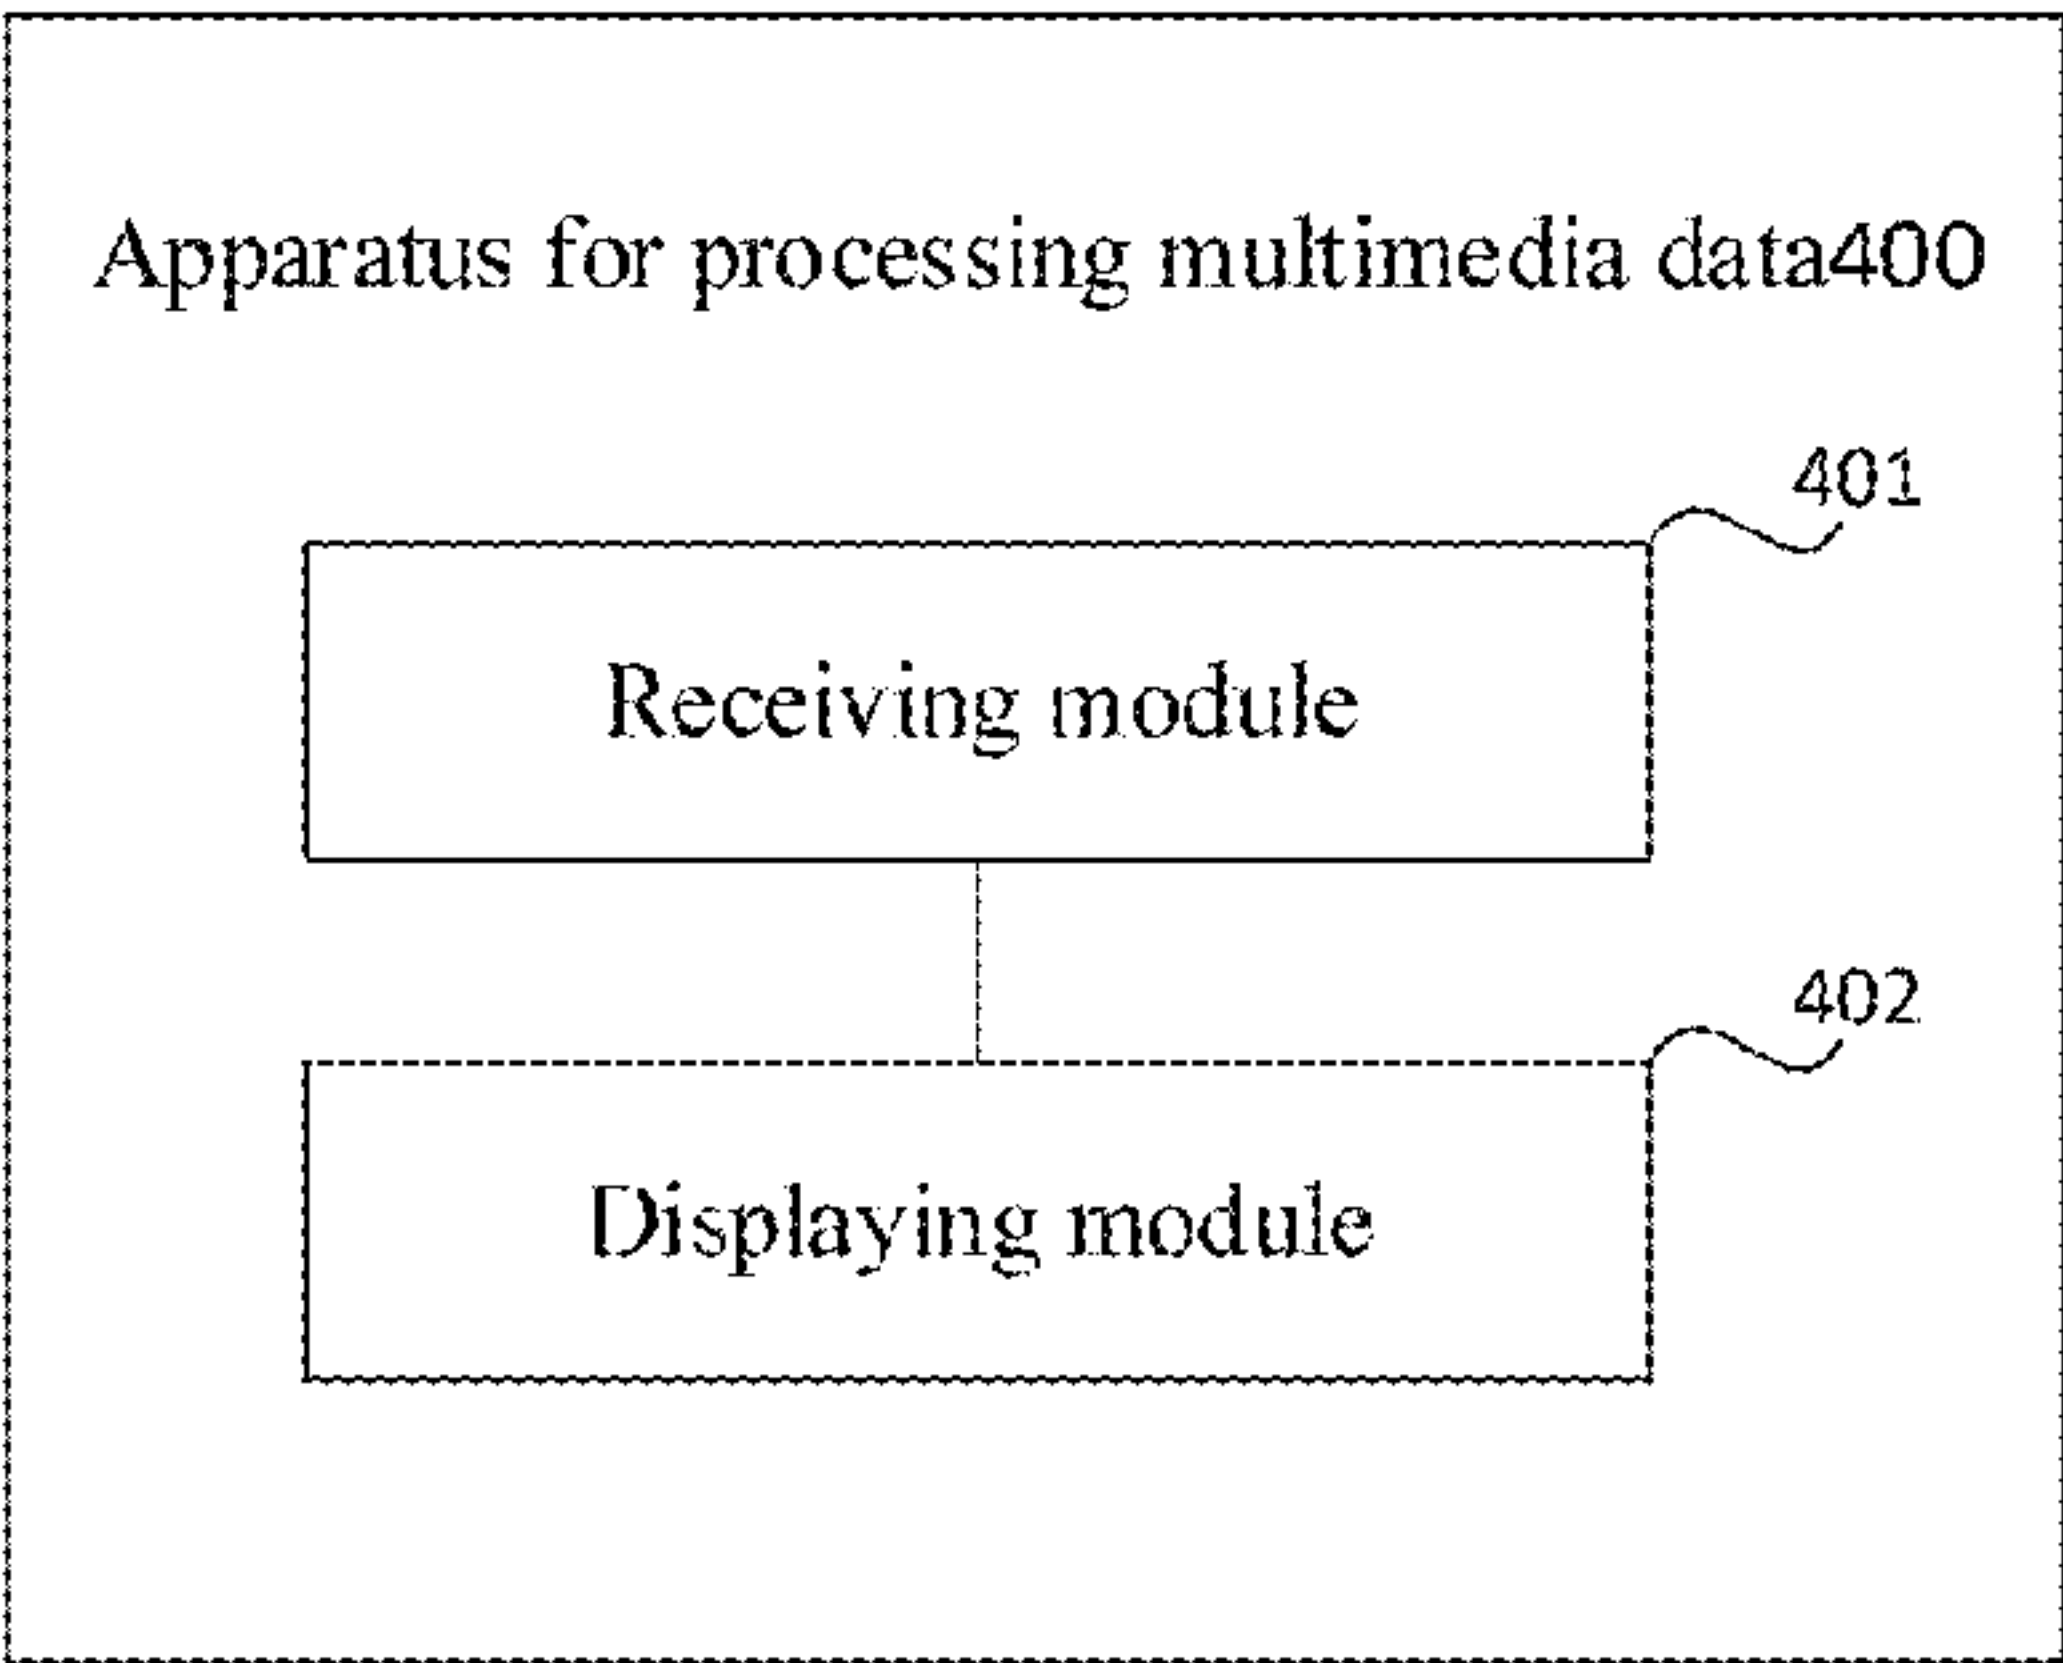 Apparatus for processing multimedia data400
401
Receiving module
402
Displaying module